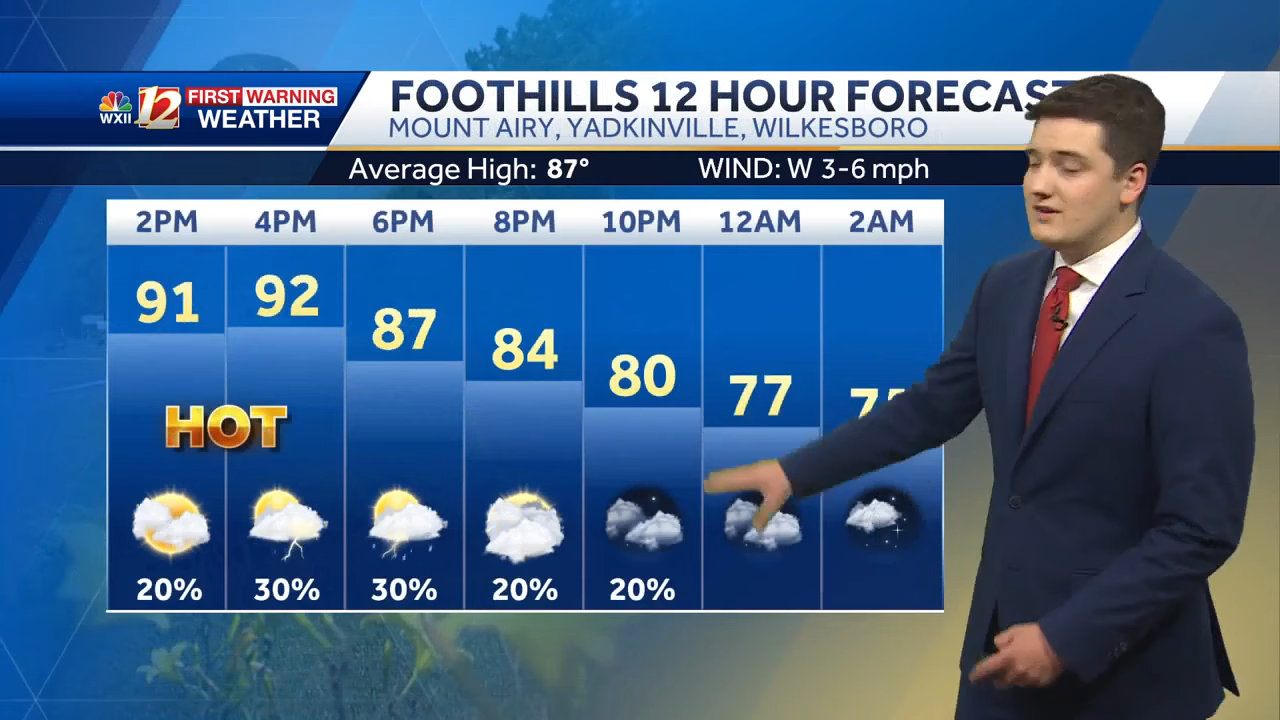 WXII 12 FIRST WARNING
WEATHER
FOOTHILLS 12 HOUR FORECAST
MOUNT AIRY, YADKINVILLE, WILKESBORO
Average High: 87° WIND: W 3-6 mph
2PM 4PM 6PM 8PM 10PM 12AM 2AM
91 92 87 84 80 77
HOT
20% 30% 30% 20% 20%